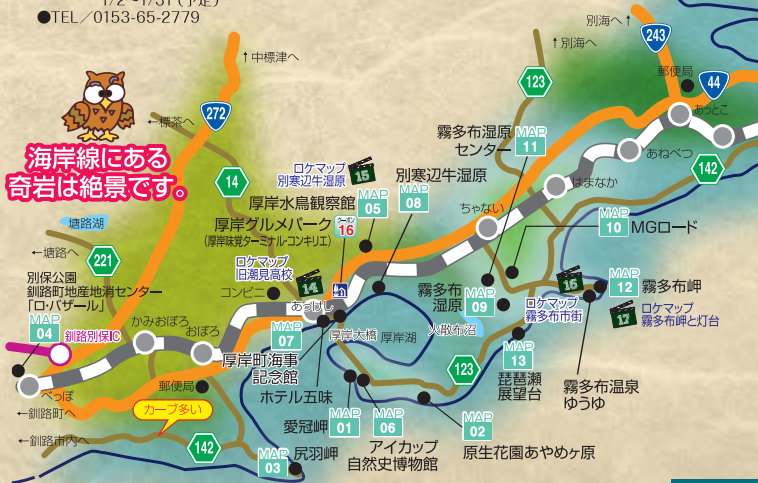 1/2~1/31(予定)
●TEL/0153-65-2779
別海へ↑
243
↑別海へ
↑中標津へ
郵便局
44
123
272
あっとこ
←標茶へ
霧多布湿原
センター
MAP
11
あねべつ
142
海岸線にある
奇岩は絶景です。
ロケマップ
別寒辺牛湿原
15
別寒辺牛湿原
MAP
08
はまなか
14
厚岸水鳥観察館
MAP
05
ちゃない
MAP
10
MGロード
塘路湖
厚岸グルメパーク
(厚岸味覚ターミナル・コンキリエ)
クーポン
16
←塘路へ
221
ロケマップ
旧潮見高校
14
別保公園
釧路町地産地消センター
「ロ・バザール」
MAP
04
コンビニ
あっけし
霧多布
湿原
MAP
09
16
ロケマップ
霧多布市街
MAP
12
霧多布岬
17
ロケマップ
霧多布岬と灯台
釧路別保IC
かみおぼろ
おぼろ
MAP
07
厚岸大橋
厚岸湖
火散布沼
厚岸町海事
記念館
MAP
13
琵琶瀬
展望台
123
霧多布温泉
ゆうゆ
べっぽ
郵便局
ホテル五味
←釧路町へ
カーブ多い
愛冠岬
MAP
01
MAP
06
アイカップ
自然史博物館
MAP
02
原生花園あやめヶ原
←釧路市内へ
142
MAP
03
尻羽岬